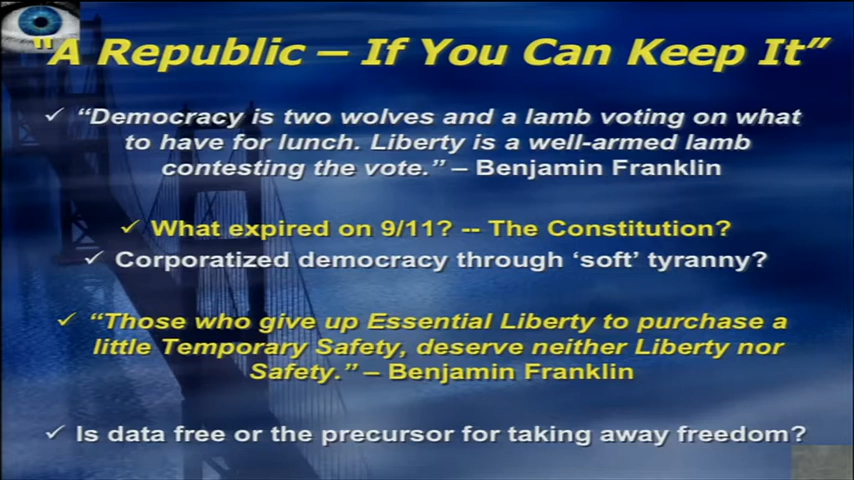 "A Republic – If You Can Keep It"
✓ "Democracy is two wolves and a lamb voting on what
to have for lunch. Liberty is a well-armed lamb
contesting the vote." – Benjamin Franklin
✓ What expired on 9/11? -- The Constitution?
✓ Corporatized democracy through 'soft' tyranny?
✓ "Those who give up Essential Liberty to purchase a
little Temporary Safety, deserve neither Liberty nor
Safety." – Benjamin Franklin
✓ Is data free or the precursor for taking away freedom?